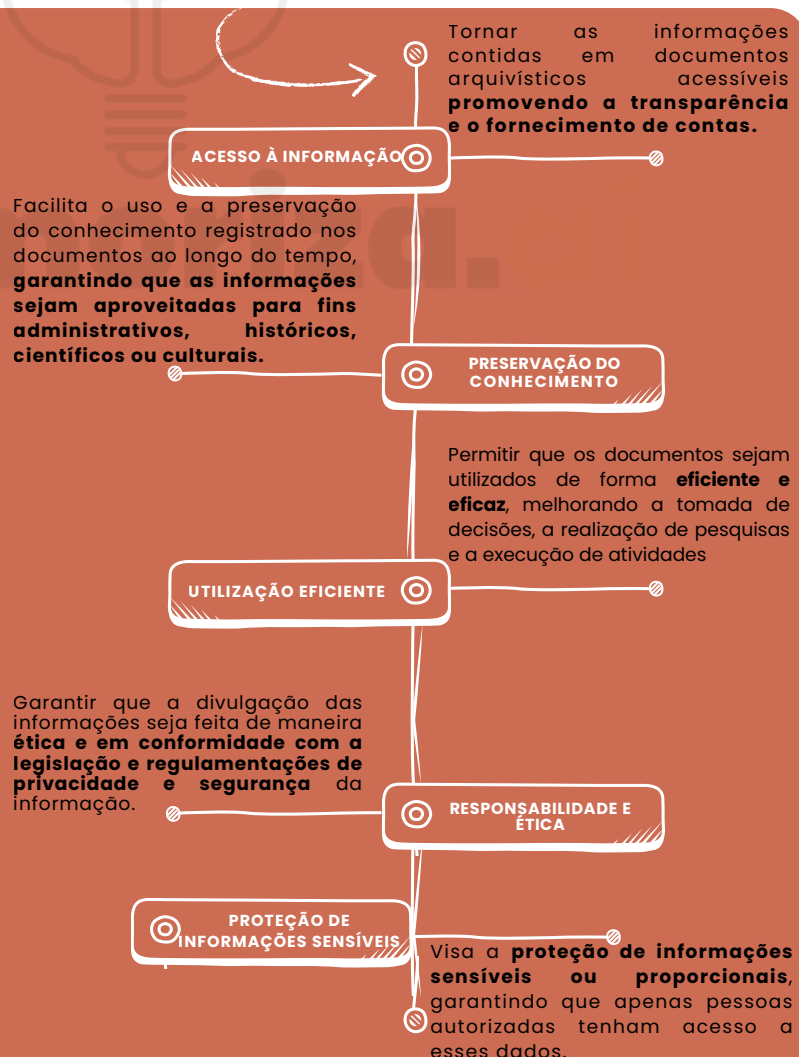 Tornar as informações
contidas em documentos
arquivísticos acessíveis
promovendo a transparência
e o fornecimento de contas.
ACESSO À INFORMAÇÃO
Facilita o uso e a preservação
do conhecimento registrado nos
documentos ao longo do tempo,
garantindo que as informações
sejam aproveitadas para fins
administrativos, históricos,
científicos ou culturais.
PRESERVAÇÃO DO
CONHECIMENTO
Permitir que os documentos sejam
utilizados de forma eficiente e
eficaz, melhorando a tomada de
decisões, a realização de pesquisas
e a execução de atividades
UTILIZAÇÃO EFICIENTE
Garantir que a divulgação das
informações seja feita de maneira
ética e em conformidade com a
legislação e regulamentações de
privacidade e segurança da
informação.
RESPONSABILIDADE E
ÉTICA
PROTEÇÃO DE
INFORMAÇÕES SENSÍVEIS
Visa a proteção de informações
sensíveis ou proporcionais,
garantindo que apenas pessoas
autorizadas tenham acesso a
esses dados.